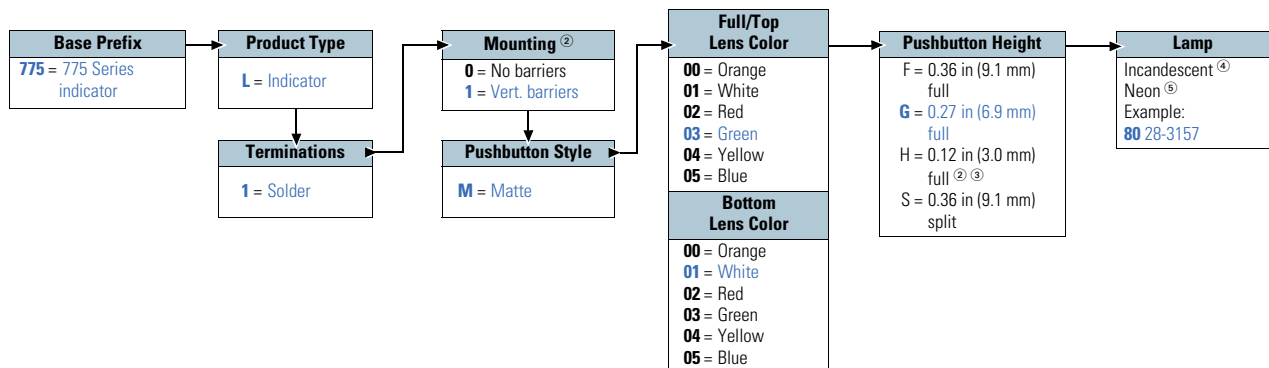 Base Prefix
775 = 775 Series
indicator
Product Type
L = Indicator
Terminations
1 = Solder
Mounting ②
0 = No barriers
1 = Vert. barriers
Pushbutton Style
M = Matte
Full/Top
Lens Color
00 = Orange
01 = White
02 = Red
03 = Green
04 = Yellow
05 = Blue
Bottom
Lens Color
00 = Orange
01 = White
02 = Red
03 = Green
04 = Yellow
05 = Blue
Pushbutton Height
F = 0.36 in (9.1 mm)
full
G = 0.27 in (6.9 mm)
full
H = 0.12 in (3.0 mm)
full ② ③
S = 0.36 in (9.1 mm)
split
Lamp
Incandescent ④
Neon ⑤
Example:
80 28-3157